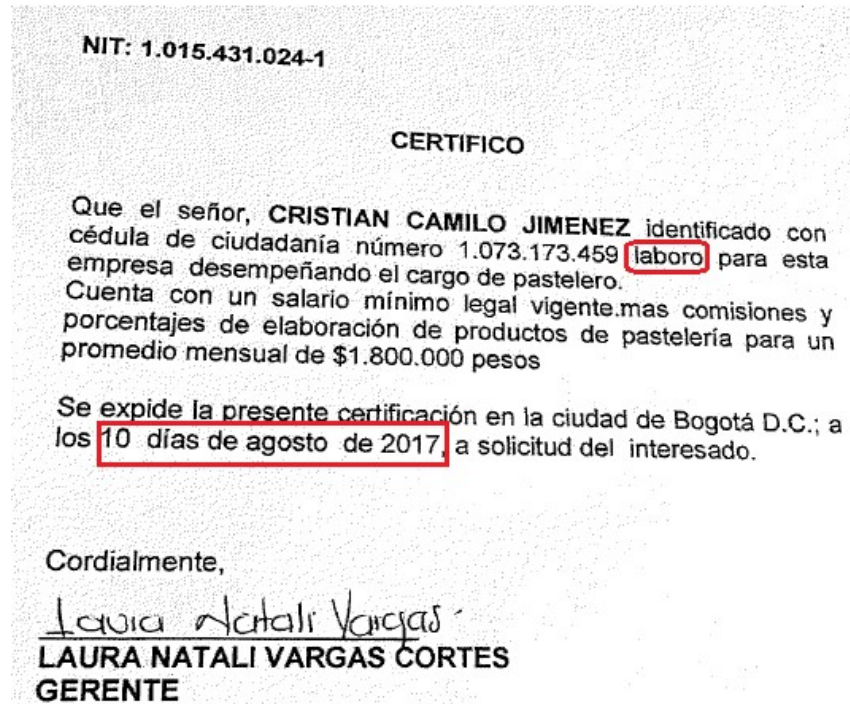 NIT: 1.015.431.024-1
CERTIFICO
Que el señor, CRISTIAN CAMILO JIMENEZ identificado con
cédula de ciudadanía número 1.073.173.459 laboro para esta
empresa desempeñando el cargo de pastelero.
Cuenta con un salario mínimo legal vigente.mas comisiones y
porcentajes de elaboración de productos de pastelería para un
promedio mensual de $1.800.000 pesos
Se expide la presente certificación en la ciudad de Bogotá D.C.; a
los 10 días de agosto de 2017, a solicitud del interesado.
Cordialmente,
Laura Natali Vargas
LAURA NATALI VARGAS CORTES
GERENTE